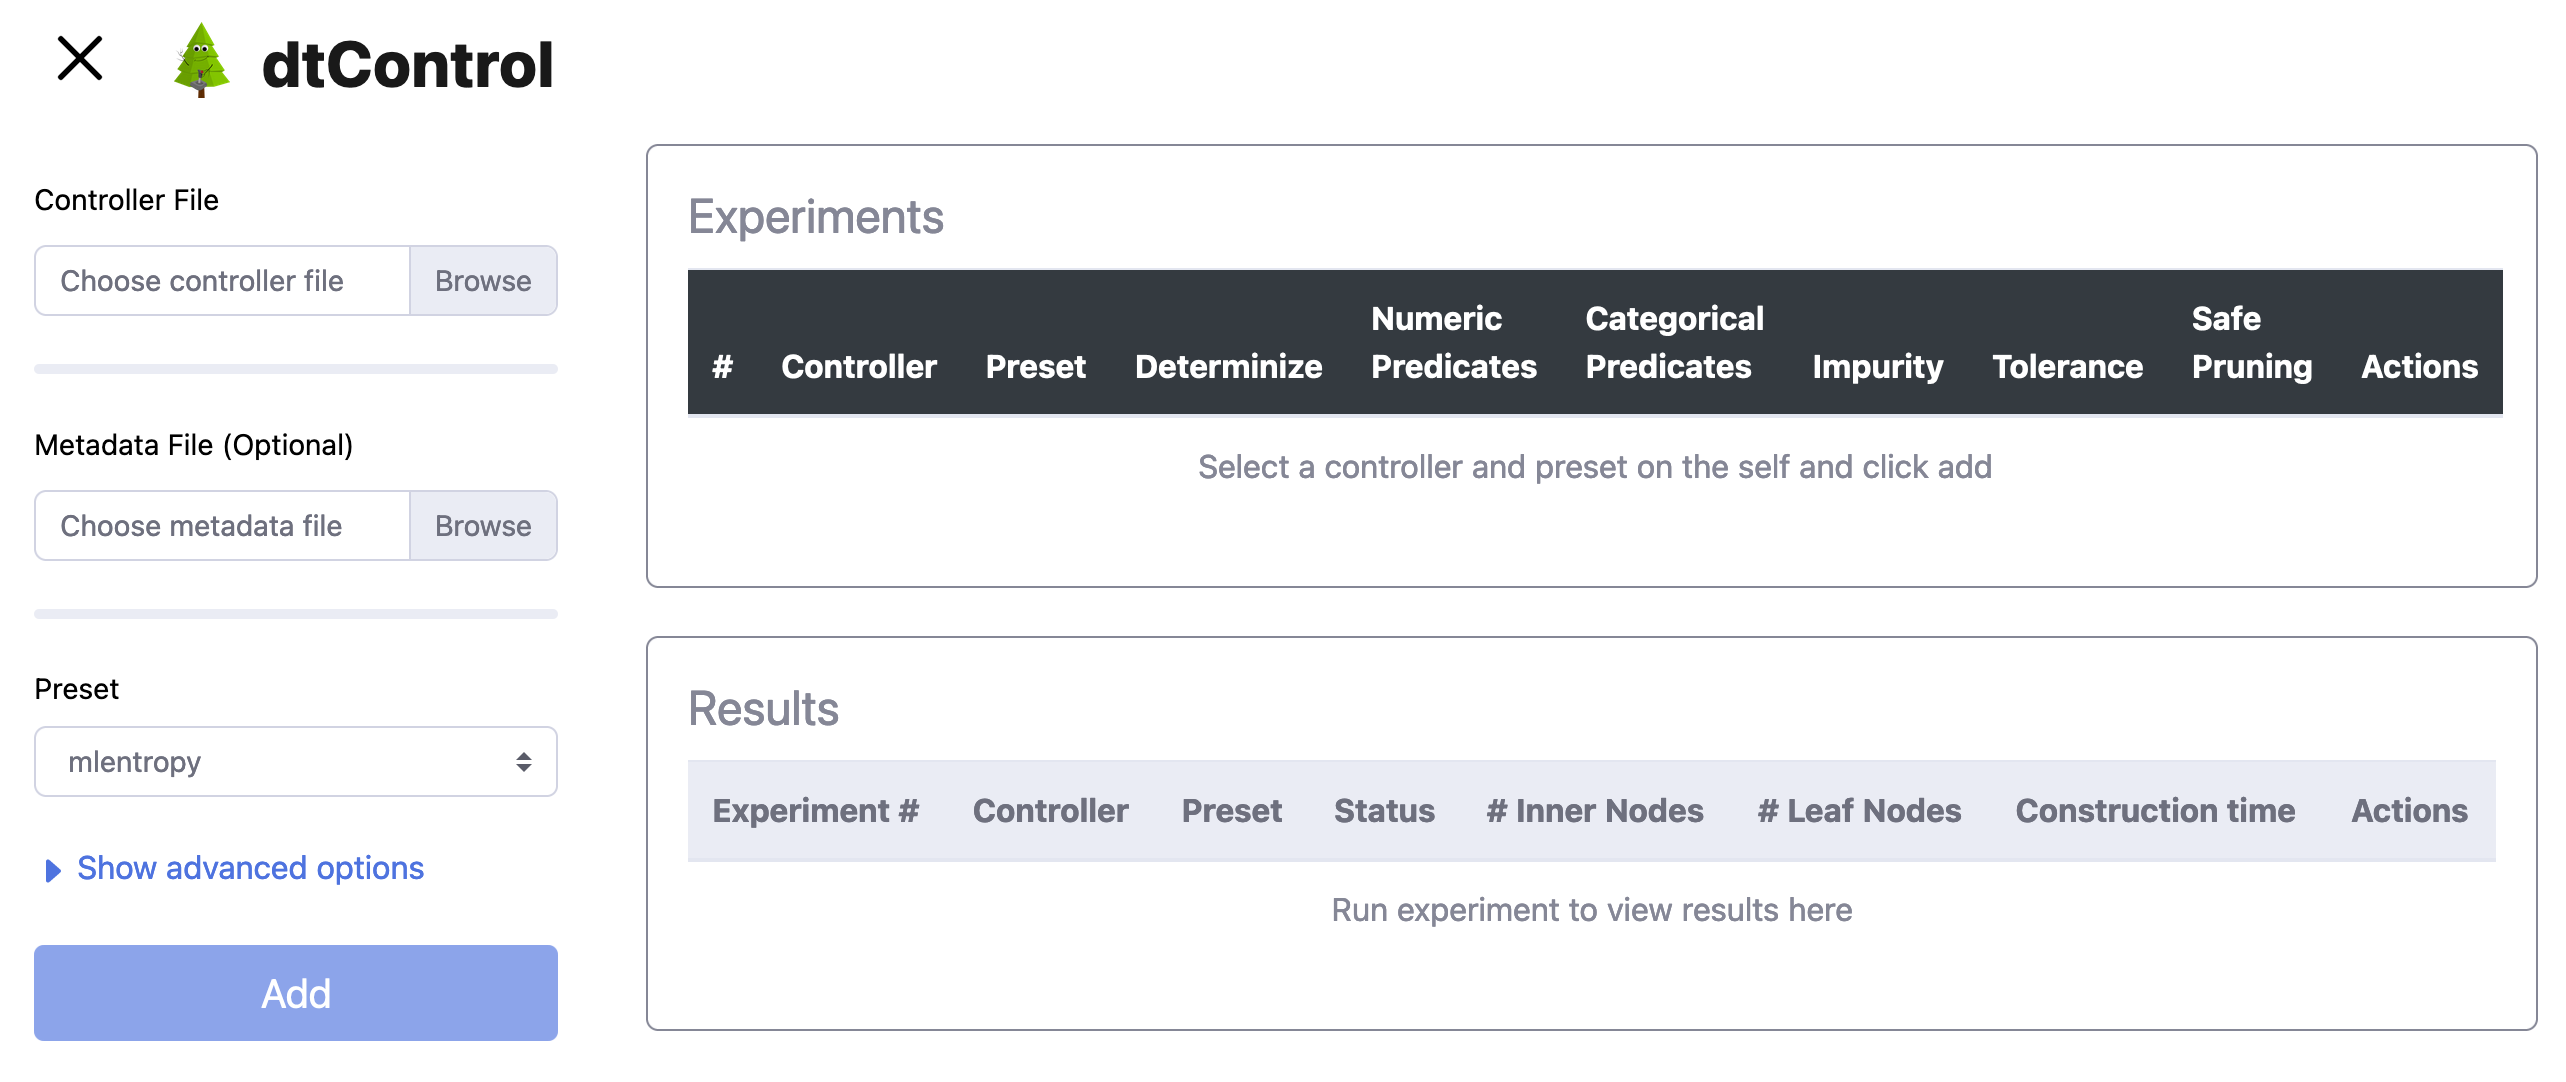 dtControl
Controller File
Choose controller file Browse
Metadata File (Optional)
Choose metadata file Browse
Preset
mlentropy
Show advanced options
Add
Experiments
# Controller Preset Determinize Numeric Predicates Categorical Predicates Impurity Tolerance Safe Pruning Actions
Select a controller and preset on the self and click add
Results
Experiment # Controller Preset Status # Inner Nodes # Leaf Nodes Construction time Actions
Run experiment to view results here